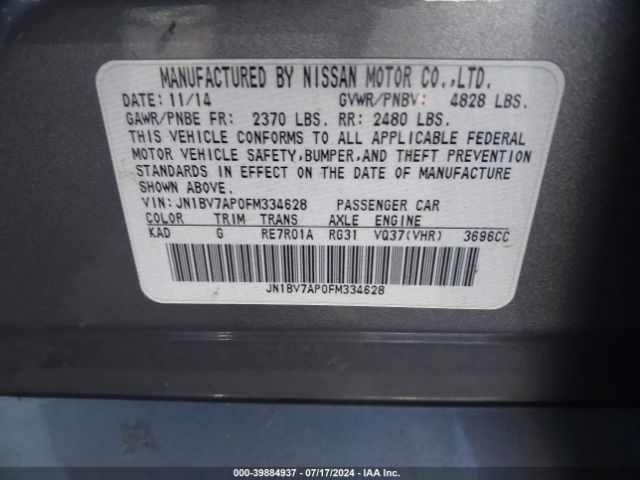 MANUFACTURED BY NISSAN MOTOR CO.,LTD.
DATE: 11/14 GVWR/PNBV: 4828 LBS.
GAWR/PNBE FR: 2370 LBS. RR: 2480 LBS.
THIS VEHICLE CONFORMS TO ALL APPLICABLE FEDERAL
MOTOR VEHICLE SAFETY,BUMPER,AND THEFT PREVENTION
STANDARDS IN EFFECT ON THE DATE OF MANUFACTURE
SHOWN ABOVE.
VIN: JN1BV7AP0FM334628 PASSENGER CAR
COLOR TRIM TRANS AXLE ENGINE
KAD G RE7R01A RG31 VQ37(VHR) 3696CC
JN1BV7AP0FM334628
000-39884937 - 07/17/2024 - IAA Inc.